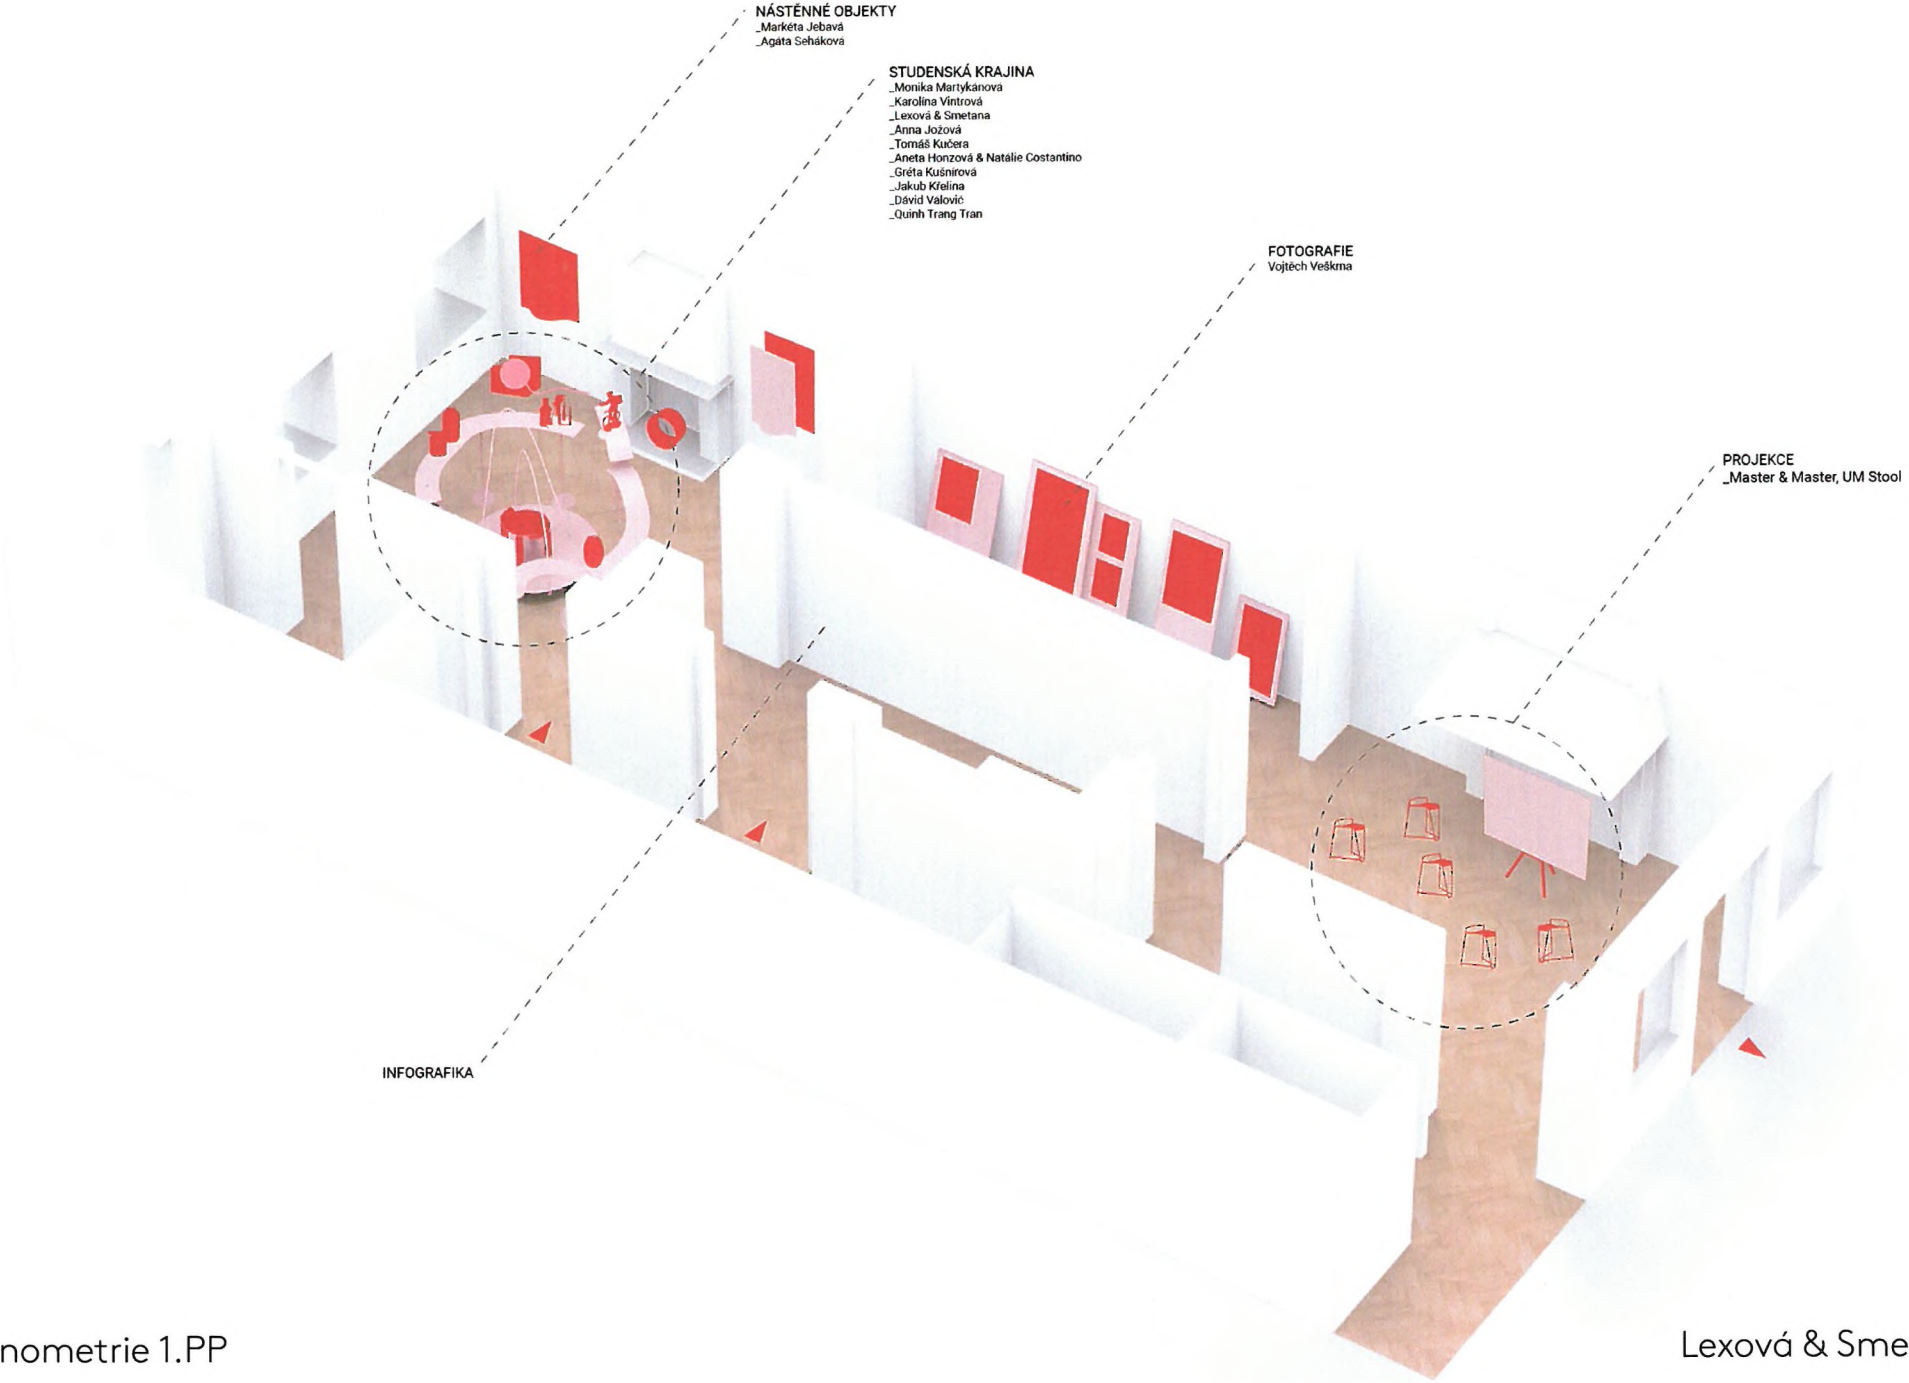 NÁSTĚNNÉ OBJEKTY
_Markéta Jebavá
_Agáta Seháková
STUDENSKÁ KRAJINA
_Monika Martykánová
_Karolína Vintrová
_Lexová & Smetana
_Anna Jožová
_Tomáš Kučera
_Aneta Honzová & Natálie Costantino
_Gréta Kušnírová
_Jakub Křelina
_Dávid Valovič
_Quinh Trang Tran
FOTOGRAFIE
Vojtěch Veškrna
PROJEKCE
_Master & Master, UM Stool
INFOGRAFIKA
nometrie 1.PP
Lexová & Sme